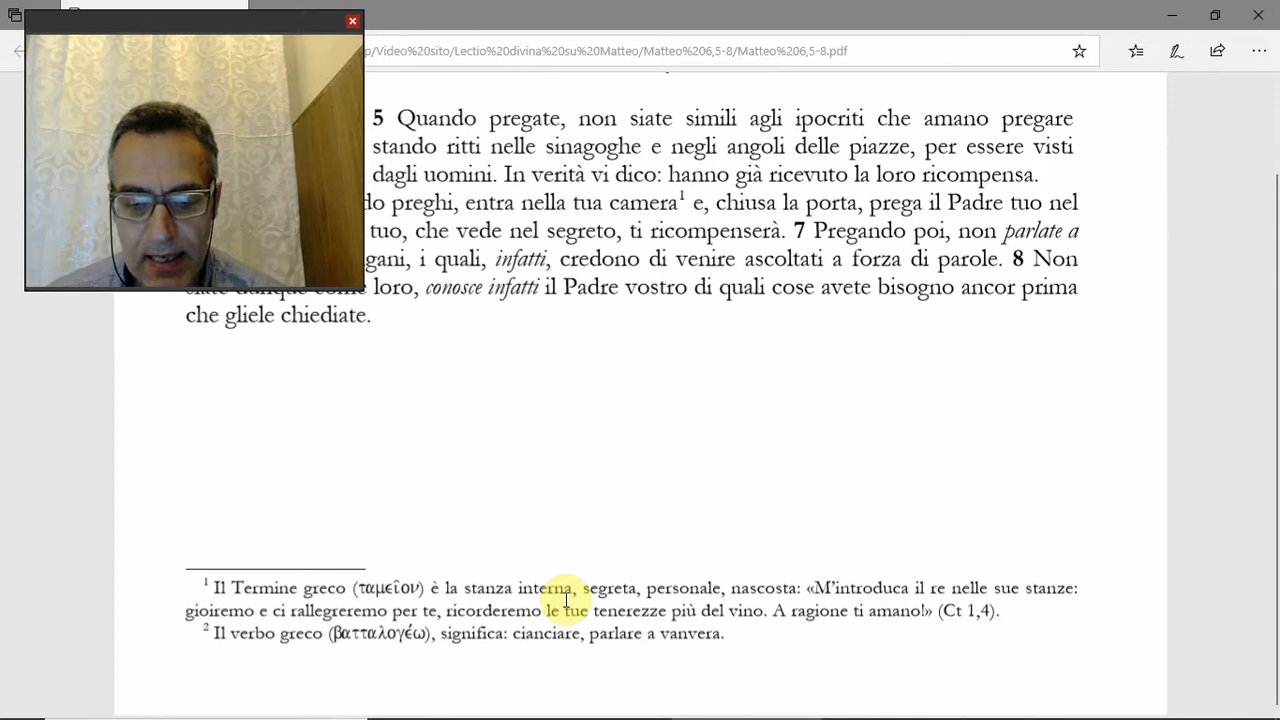 p/Video%20sito/Lectio%20divina%20su%20Matteo/Matteo%206,5-8/Matteo%206,5-8.pdf
5 Quando pregate, non siate simili agli ipocriti che amano pregare
stando ritti nelle sinagoghe e negli angoli delle piazze, per essere visti
dagli uomini. In verità vi dico: hanno già ricevuto la loro ricompensa.
do preghi, entra nella tua camera1 e, chiusa la porta, prega il Padre tuo nel
tuo, che vede nel segreto, ti ricompenserà. 7 Pregando poi, non parlate a
gani, i quali, infatti, credono di venire ascoltati a forza di parole. 8 Non
siate dunque come loro, conosce infatti il Padre vostro di quali cose avete bisogno ancor prima
che gliele chiediate.
1 Il Termine greco (ταμεῖον) è la stanza interna, segreta, personale, nascosta: «M'introduca il re nelle sue stanze:
gioiremo e ci rallegreremo per te, ricorderemo le tue tenerezze più del vino. A ragione ti amano!» (Ct 1,4).
2 Il verbo greco (βατταλογέω), significa: cianciare, parlare a vanvera.